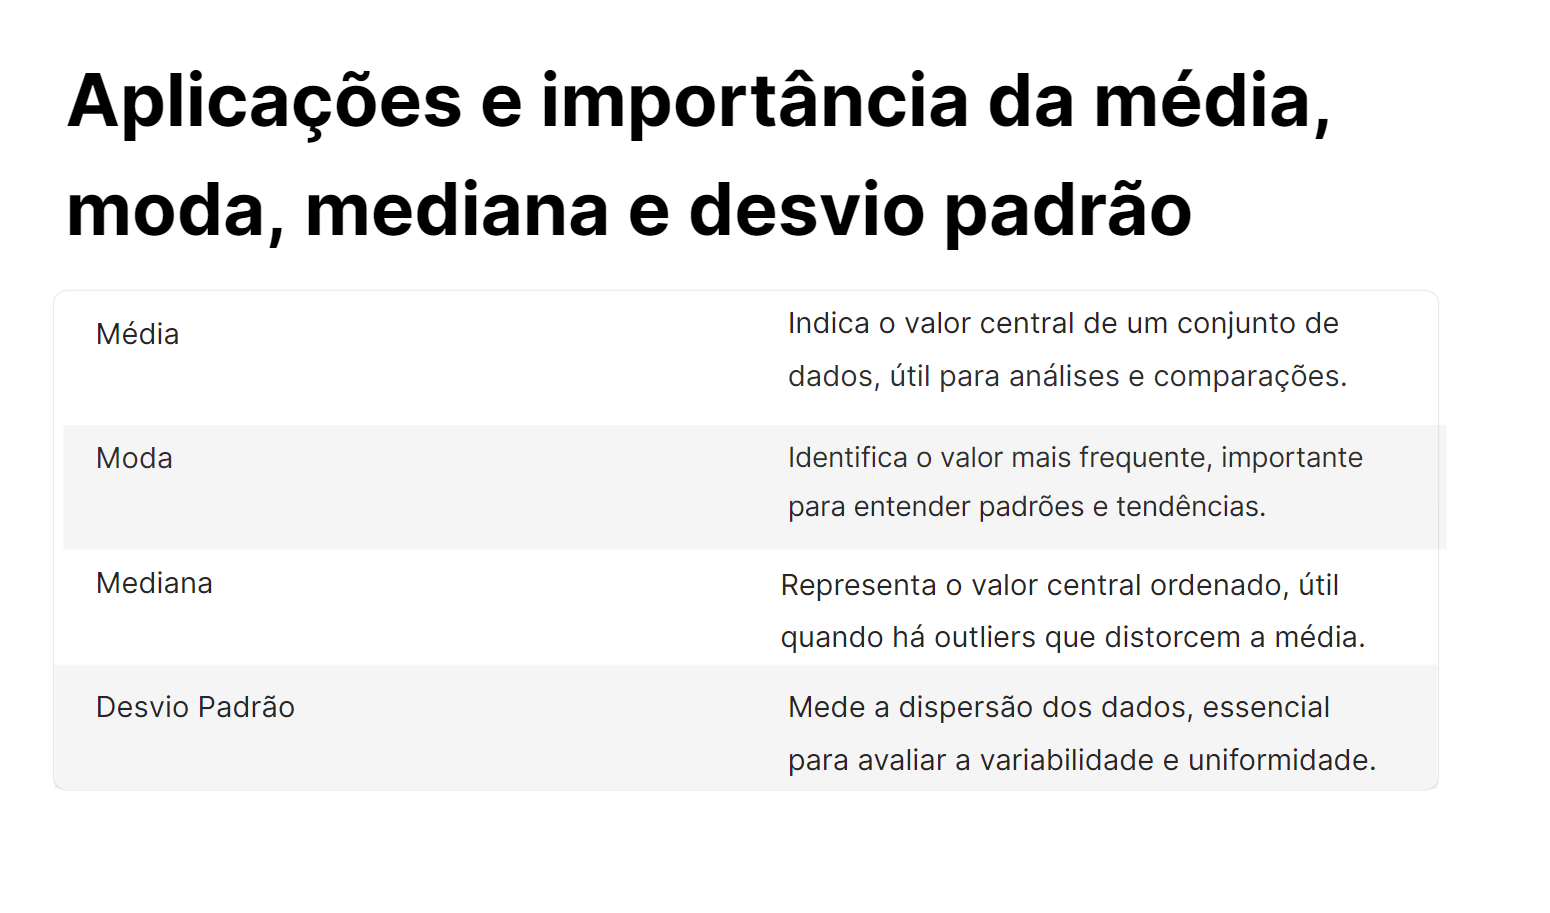 Aplicações e importância da média,
moda, mediana e desvio padrão
Média
Indica o valor central de um conjunto de
dados, útil para análises e comparações.
Moda
Identifica o valor mais frequente, importante
para entender padrões e tendências.
Mediana
Representa o valor central ordenado, útil
quando há outliers que distorcem a média.
Desvio Padrão
Mede a dispersão dos dados, essencial
para avaliar a variabilidade e uniformidade.